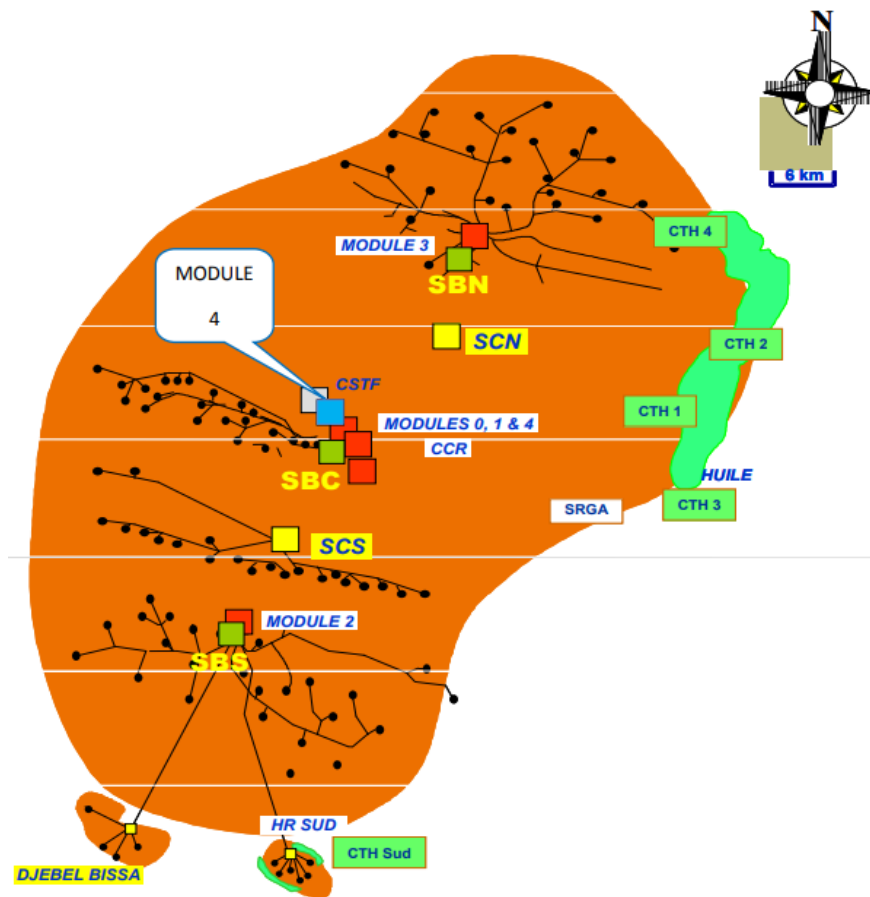 N
6 km
CTH 4
MODULE 3
MODULE
4
SBN
SCN
CTH 2
CSTF
CTH 1
MODULES 0, 1 & 4
CCR
SBC
HUILE
CTH 3
SRGA
SCS
MODULE 2
SBS
HR SUD
CTH Sud
DJEBEL BISSA